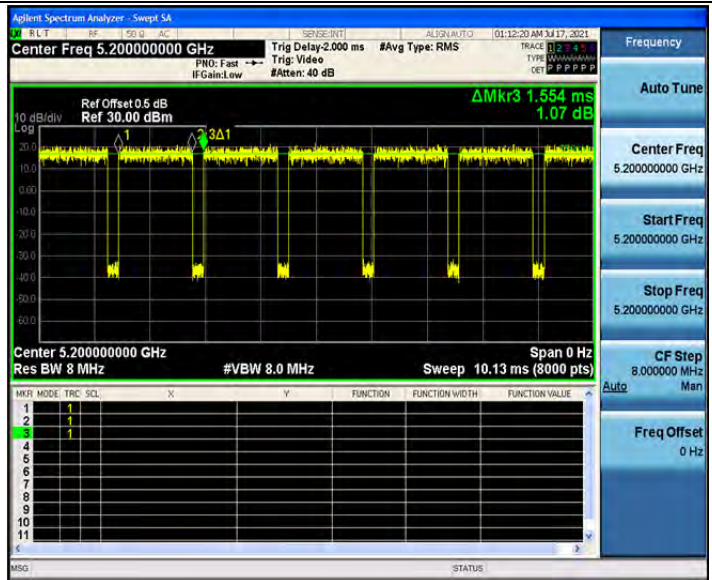 Agilent Spectrum Analyzer - Swept SA
RLT RF 50 Ω AC SENSE:INT ALIGN AUTO 01:12:20 AM Jul 17, 2021
Center Freq 5.200000000 GHz
PNO: Fast
IFGain:Low
Trig Delay-2.000 ms
Trig: Video
#Atten: 40 dB
#Avg Type: RMS
TRACE 1 2 3 4 5 6
TYPE WWWWWW
DET P P P P P P
ΔMkr3 1.554 ms
1.07 dB
Ref Offset 0.5 dB
10 dB/div Ref 30.00 dBm
Log
1 2 3Δ1
20.0
10.0
0.00
-10.0
-20.0
-30.0
-40.0
-50.0
-60.0
Center 5.200000000 GHz Span 0 Hz
Res BW 8 MHz #VBW 8.0 MHz Sweep 10.13 ms (8000 pts)
MKR MODE TRC SCL X Y FUNCTION FUNCTION WIDTH FUNCTION VALUE
1 1
2 1
3 1
4
5
6
7
8
9
10
11
MSG STATUS
Frequency
Auto Tune
Center Freq
5.200000000 GHz
Start Freq
5.200000000 GHz
Stop Freq
5.200000000 GHz
CF Step
8.000000 MHz
Auto Man
Freq Offset
0 Hz